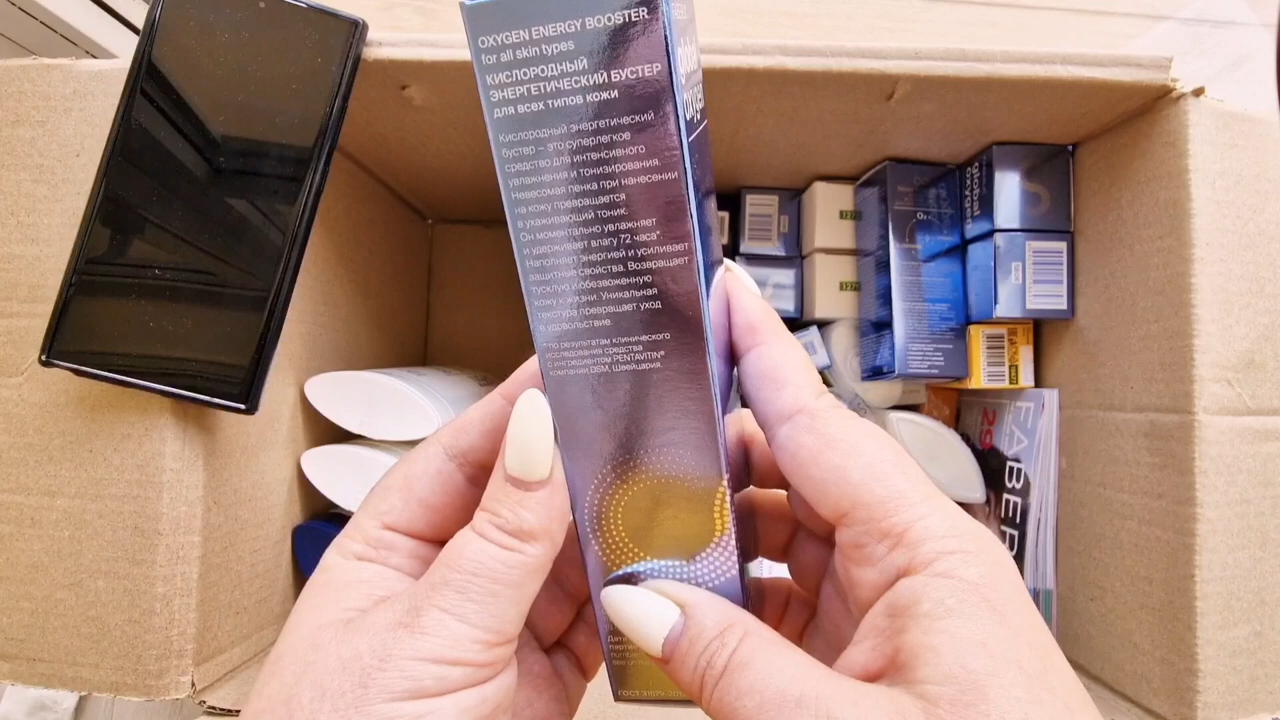 OXYGEN ENERGY BOOSTER
for all skin types
КИСЛОРОДНЫЙ
ЭНЕРГЕТИЧЕСКИЙ БУСТЕР
для всех типов кожи
Кислородный энергетический
бустер – это суперлегкое
средство для интенсивного
увлажнения и тонизирования.
Невесомая пенка при нанесении
на кожу превращается
в ухаживающий тоник.
Он моментально увлажняет
и удерживает влагу 72 часа*.
Наполняет энергией и усиливает
защитные свойства. Возвращает
тусклую и обезвоженную
кожу к жизни. Уникальная
текстура превращает уход
в удовольствие.
*по результатам клинического
исследования средства
с ингредиентом PENTAVITIN®
компании DSM, Швейцария.
global
oxygen
global
oxygen
FABER
29